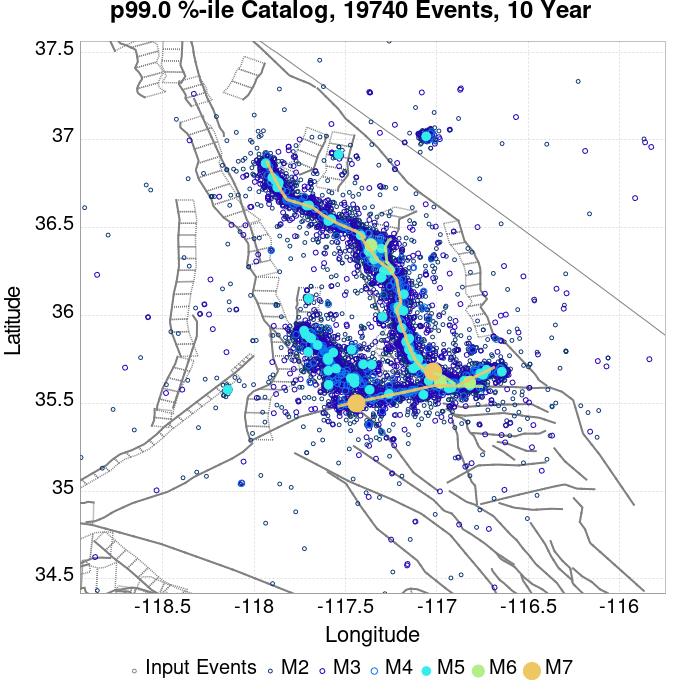 p99.0 %-ile Catalog, 19740 Events, 10 Year
37.5
37
36.5
36
35.5
35
34.5
Latitude
-118.5 -118 -117.5 -117 -116.5 -116
Longitude
Input Events M2 M3 M4 M5 M6 M7